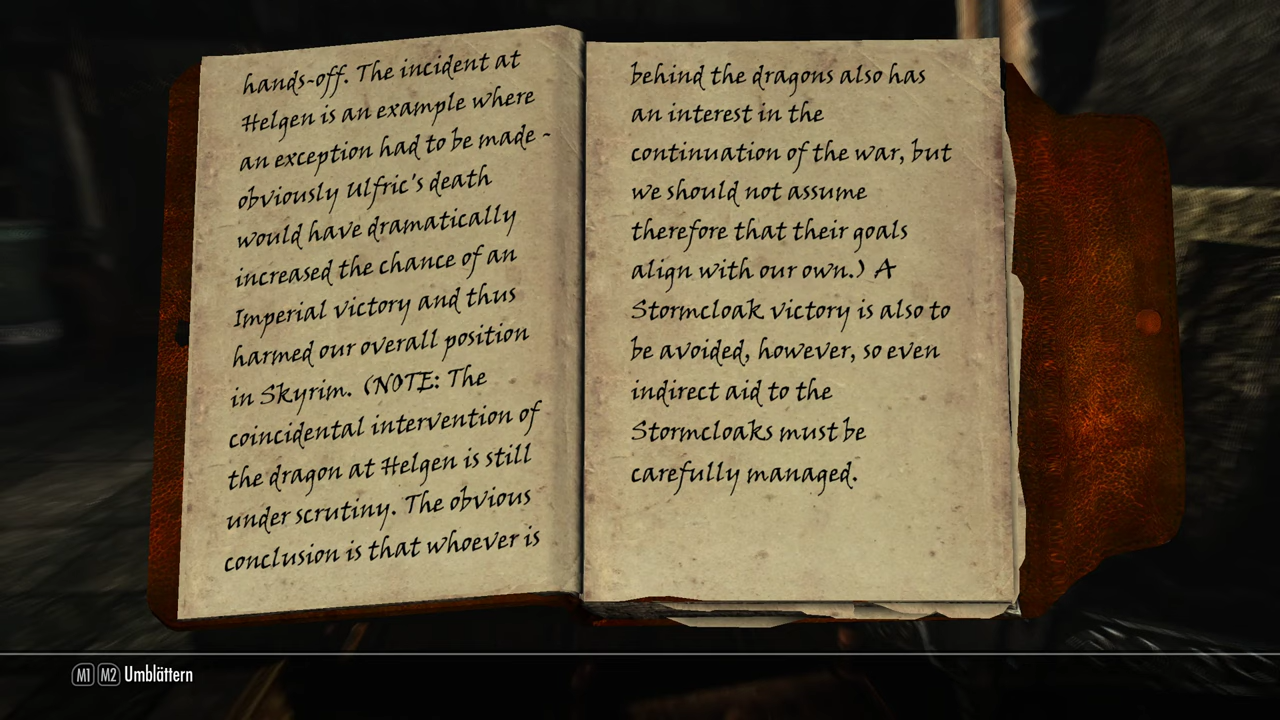 hands-off. The incident at
Helgen is an example where
an exception had to be made -
obviously Ulfric's death
would have dramatically
increased the chance of an
Imperial victory and thus
harmed our overall position
in Skyrim. (NOTE: The
coincidental intervention of
the dragon at Helgen is still
under scrutiny. The obvious
conclusion is that whoever is
behind the dragons also has
an interest in the
continuation of the war, but
we should not assume
therefore that their goals
align with our own.) A
Stormcloak victory is also to
be avoided, however, so even
indirect aid to the
Stormcloaks must be
carefully managed.
M1 M2 Umblättern